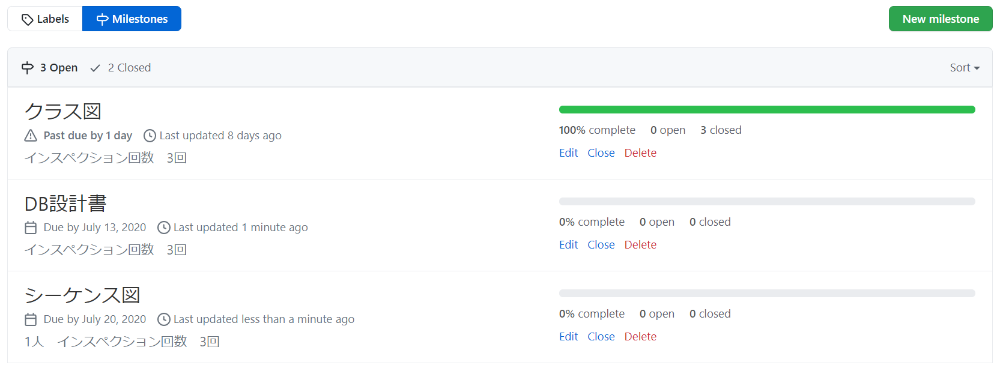 Labels Milestones New milestone
3 Open 2 Closed Sort
クラス図
Past due by 1 day Last updated 8 days ago
インスペクション回数　3回
100% complete 0 open 3 closed
Edit Close Delete
DB設計書
Due by July 13, 2020 Last updated 1 minute ago
インスペクション回数　3回
0% complete 0 open 0 closed
Edit Close Delete
シーケンス図
Due by July 20, 2020 Last updated less than a minute ago
1人　インスペクション回数　3回
0% complete 0 open 0 closed
Edit Close Delete